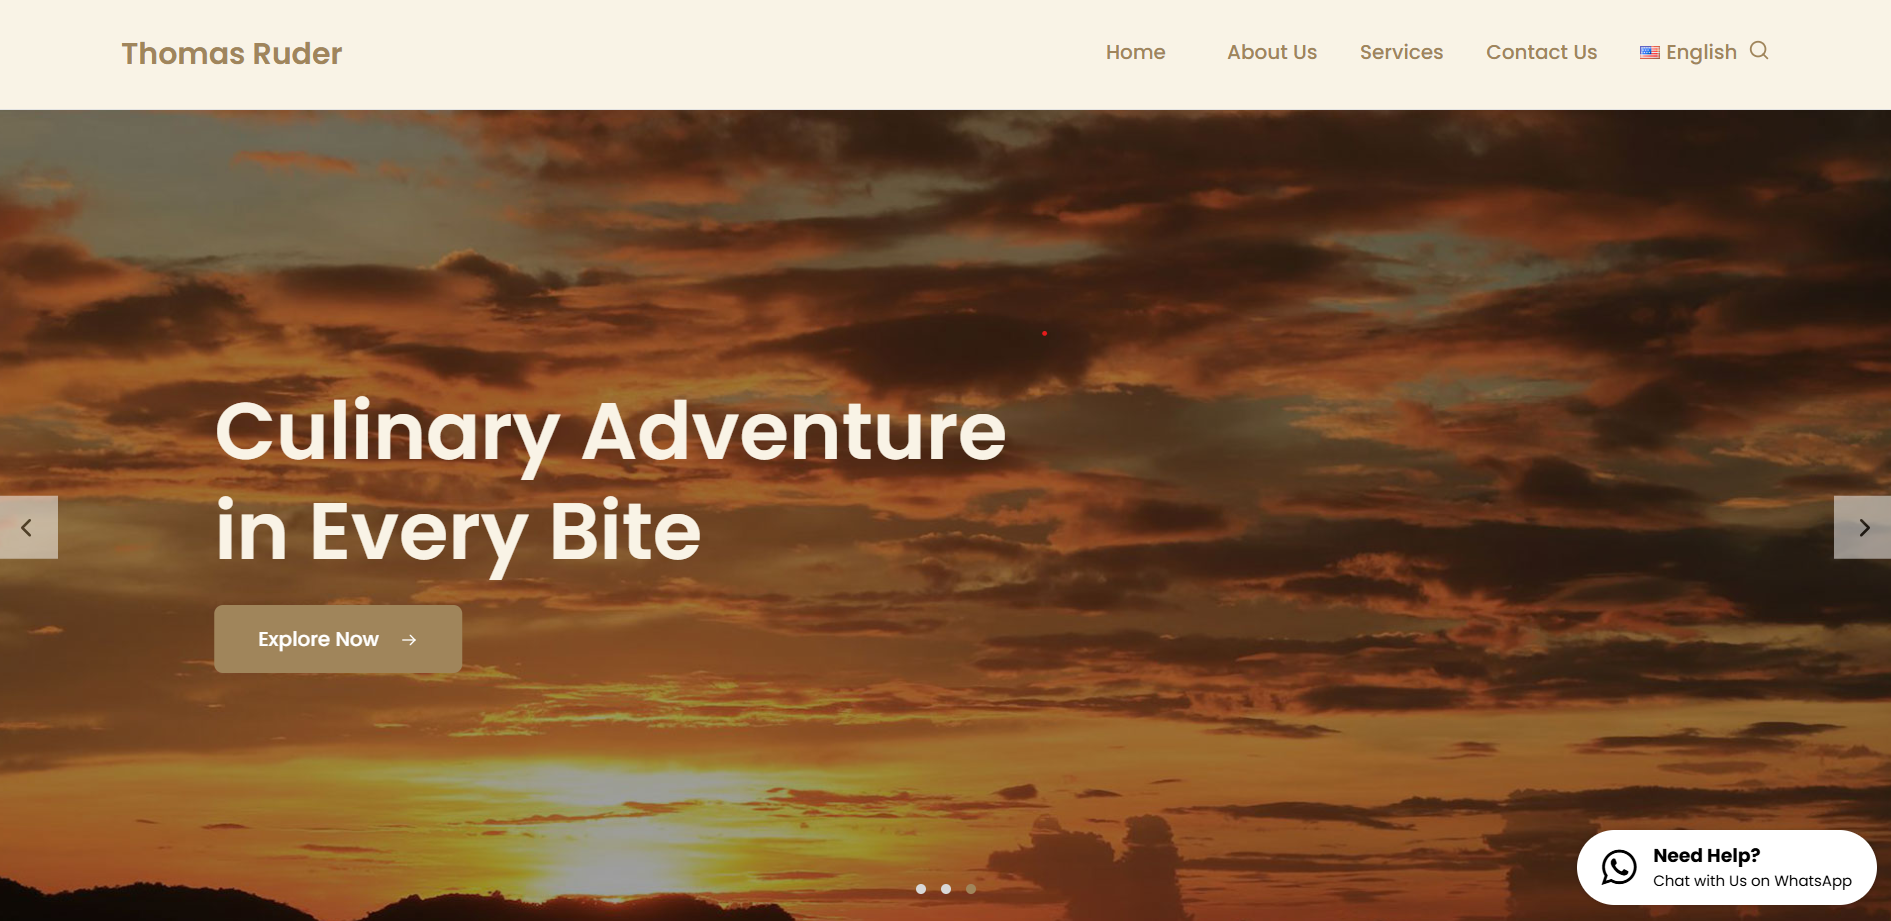 Thomas Ruder
Home
About Us
Services
Contact Us
English
Culinary Adventure
in Every Bite
Explore Now
Need Help?
Chat with Us on WhatsApp